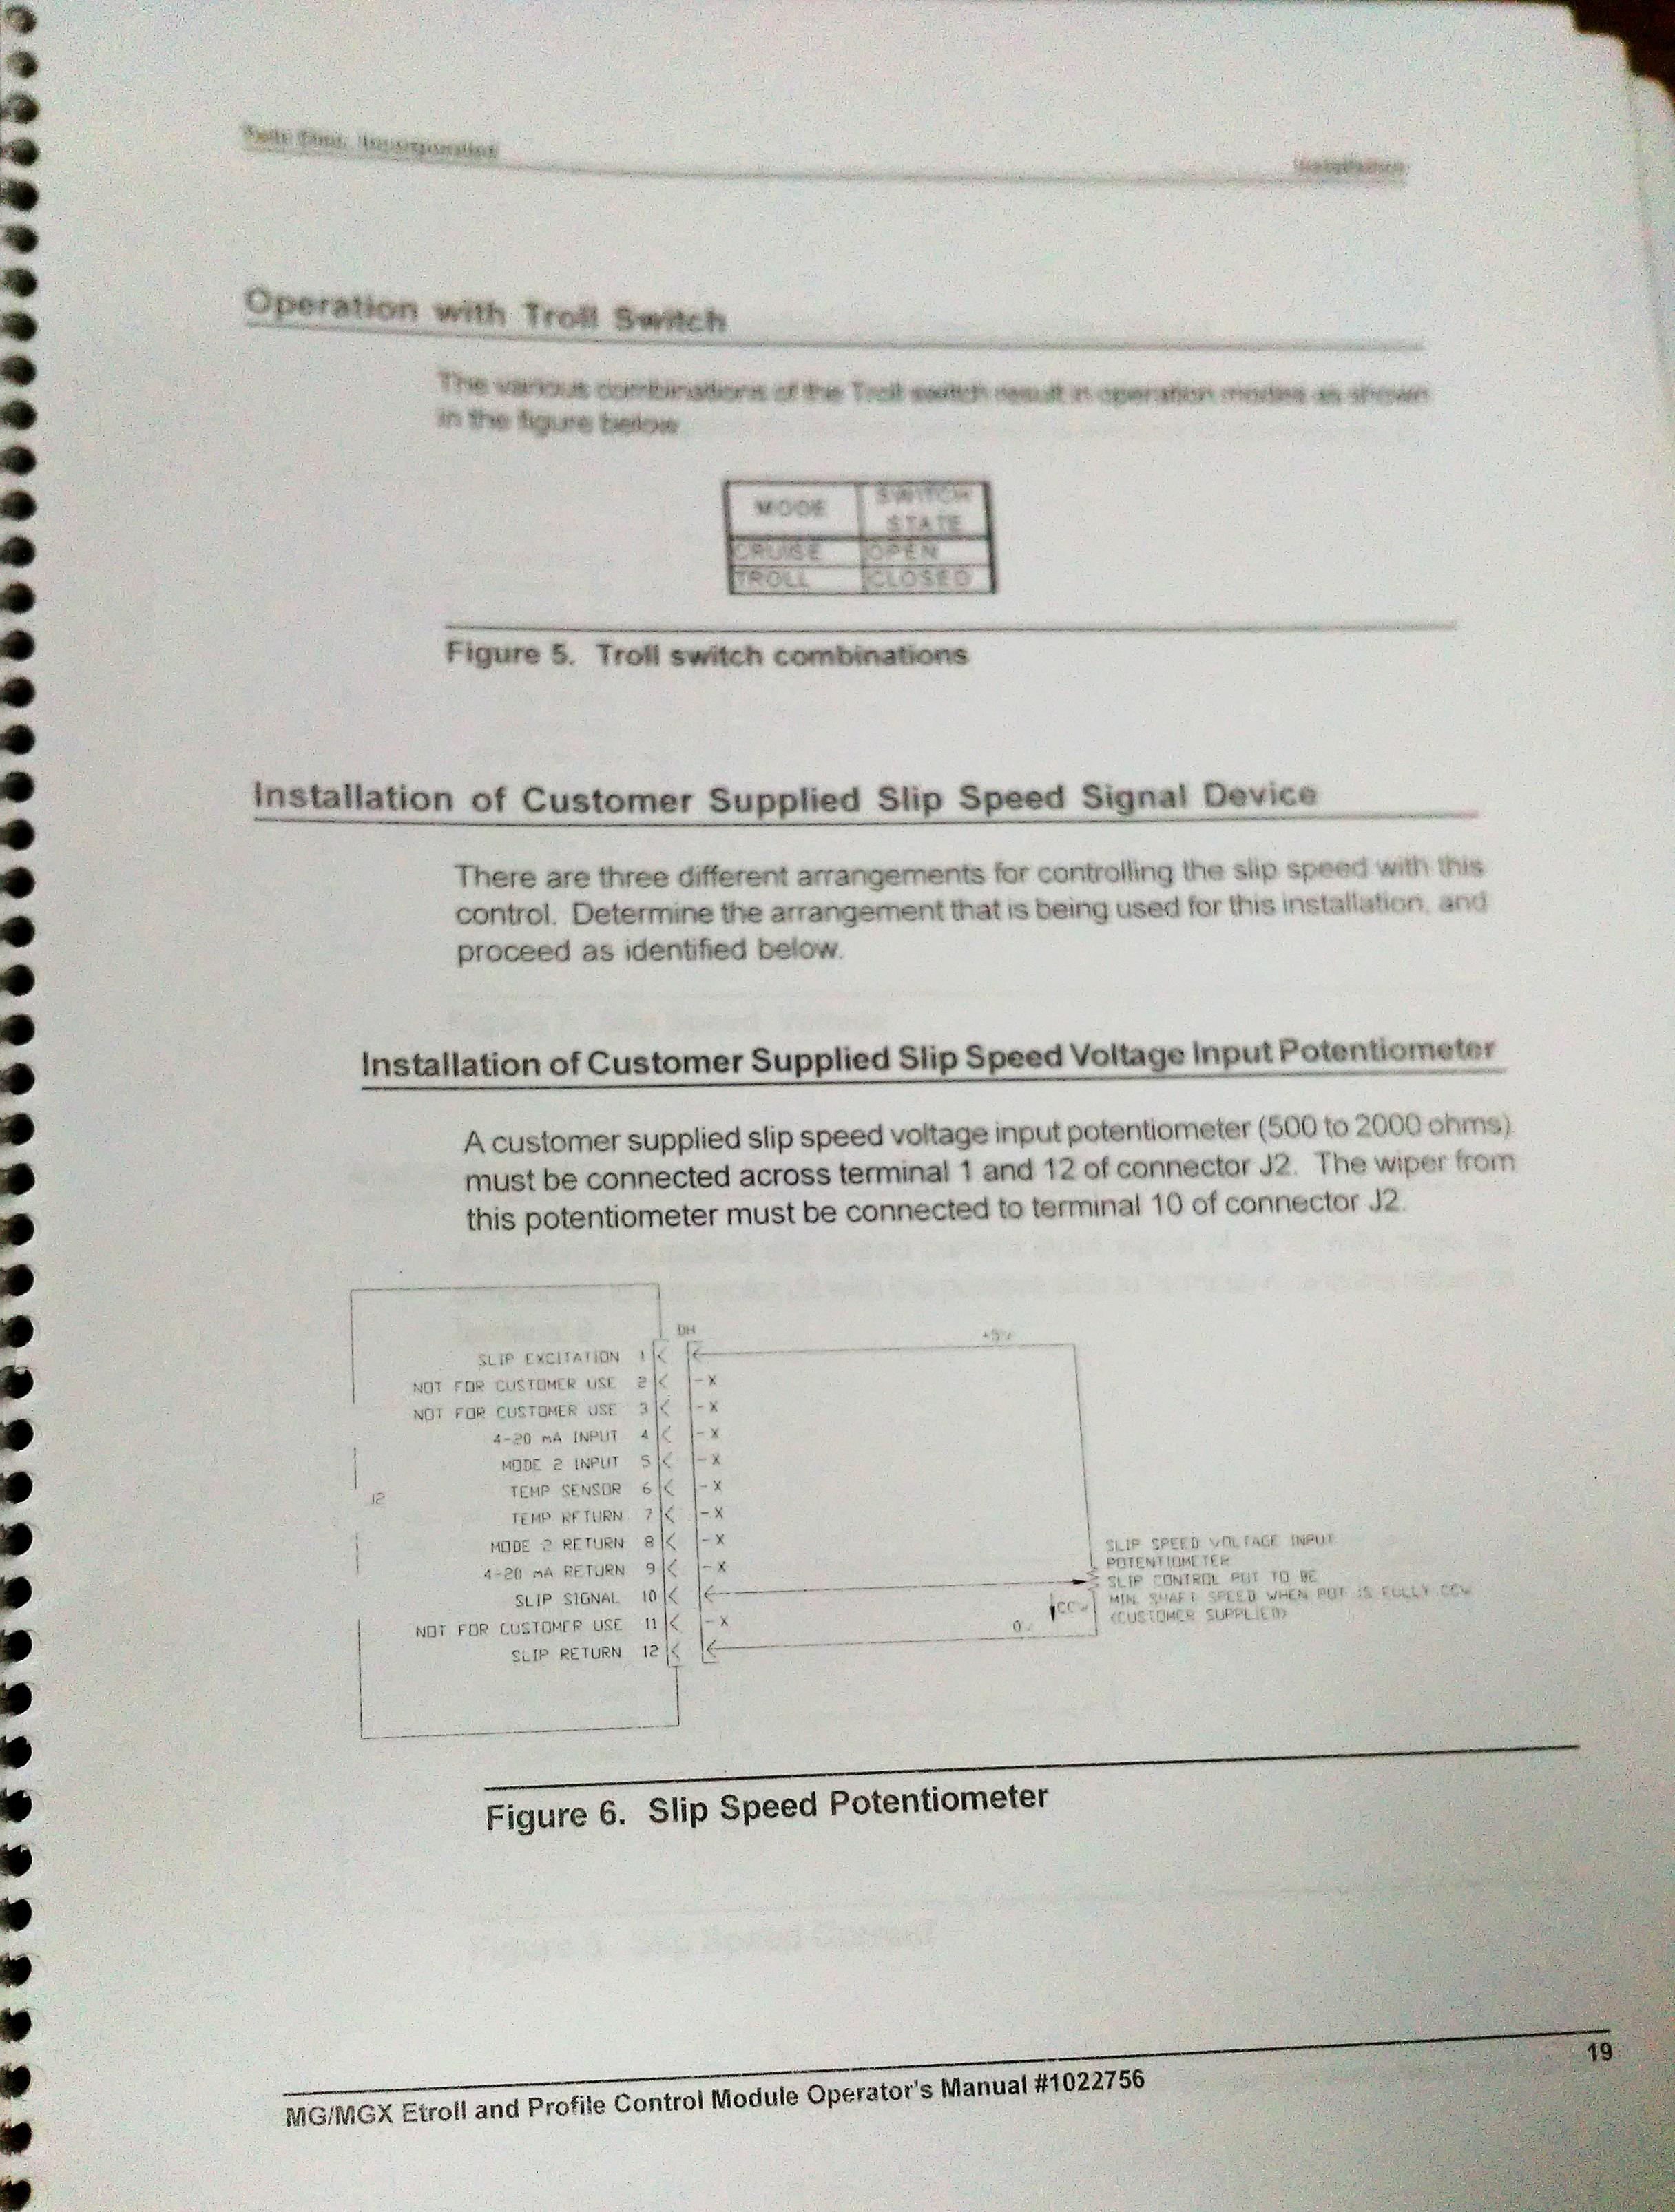 Twin Disc, Incorporated
Installation
Operation with Troll Switch
The various combinations of the Troll switch result in operation modes as shown
in the figure below
MODE SWITCH STATE
CRUISE OPEN
TROLL CLOSED
Figure 5. Troll switch combinations
Installation of Customer Supplied Slip Speed Signal Device
There are three different arrangements for controlling the slip speed with this
control. Determine the arrangement that is being used for this installation, and
proceed as identified below.
Installation of Customer Supplied Slip Speed Voltage Input Potentiometer
A customer supplied slip speed voltage input potentiometer (500 to 2000 ohms)
must be connected across terminal 1 and 12 of connector J2. The wiper from
this potentiometer must be connected to terminal 10 of connector J2.
DH
+5V
SLIP EXCITATION 1
NOT FOR CUSTOMER USE 2 X
NOT FOR CUSTOMER USE 3 X
4-20 mA INPUT 4 X
MODE 2 INPUT 5 X
TEMP SENSOR 6 X
J2
TEMP RETURN 7 X
MODE 2 RETURN 8 X
4-20 mA RETURN 9 X
SLIP SIGNAL 10
NOT FOR CUSTOMER USE 11 X
SLIP RETURN 12
SLIP SPEED VOLTAGE INPUT
POTENTIOMETER
SLIP CONTROL POT TO BE
MIN. SHAFT SPEED WHEN POT IS FULLY CCW
(CUSTOMER SUPPLIED)
CCW
0V
Figure 6. Slip Speed Potentiometer
19
MG/MGX Etroll and Profile Control Module Operator's Manual #1022756